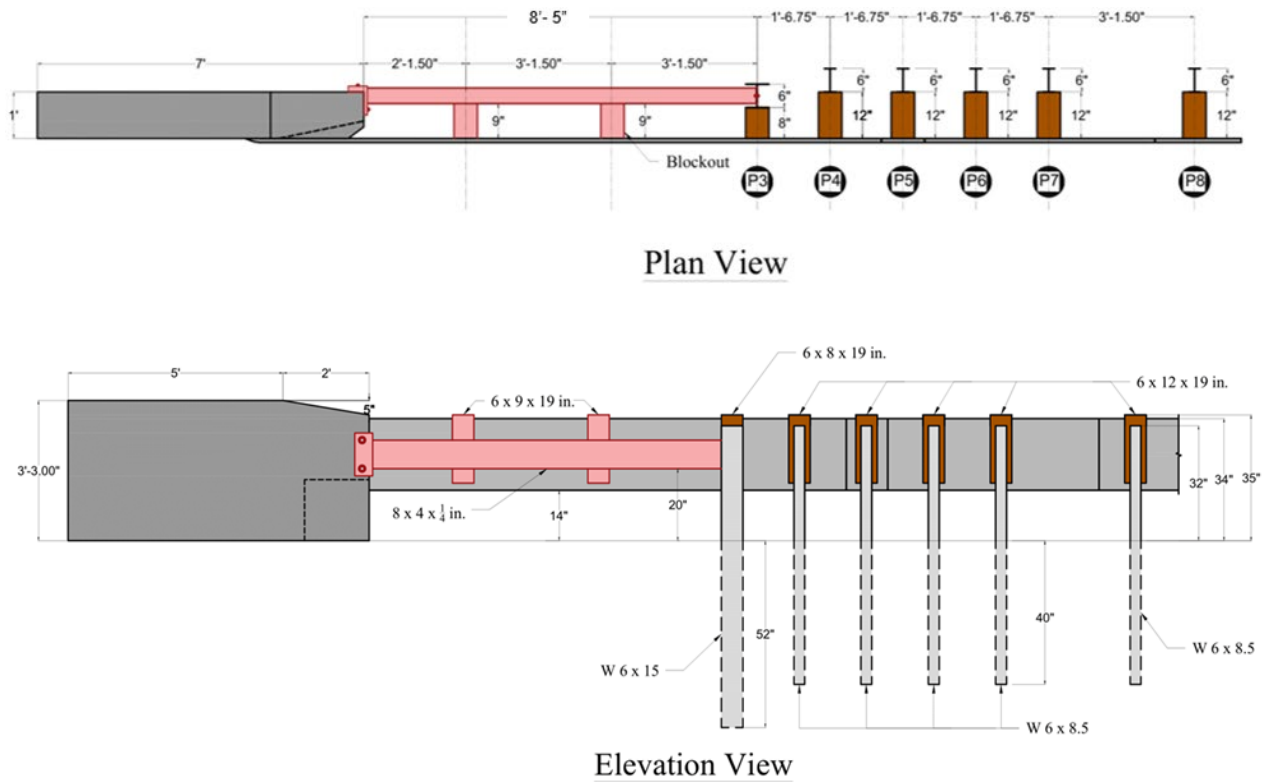 8'- 5"
1'-6.75" 1'-6.75" 1'-6.75" 1'-6.75" 3'-1.50"
7' 2'-1.50" 3'-1.50" 3'-1.50"
6" 6" 6" 6" 6" 6"
1' 9" 9" 8" 12" 12" 12" 12" 12"
Blockout
P3 P4 P5 P6 P7 P8
Plan View
6 x 8 x 19 in.
5' 2' 6 x 9 x 19 in. 6 x 12 x 19 in.
5"
3'-3.00"
8 x 4 x 1/4 in. 14" 20" 32" 34" 35"
52" 40"
W 6 x 15 W 6 x 8.5
W 6 x 8.5
Elevation View